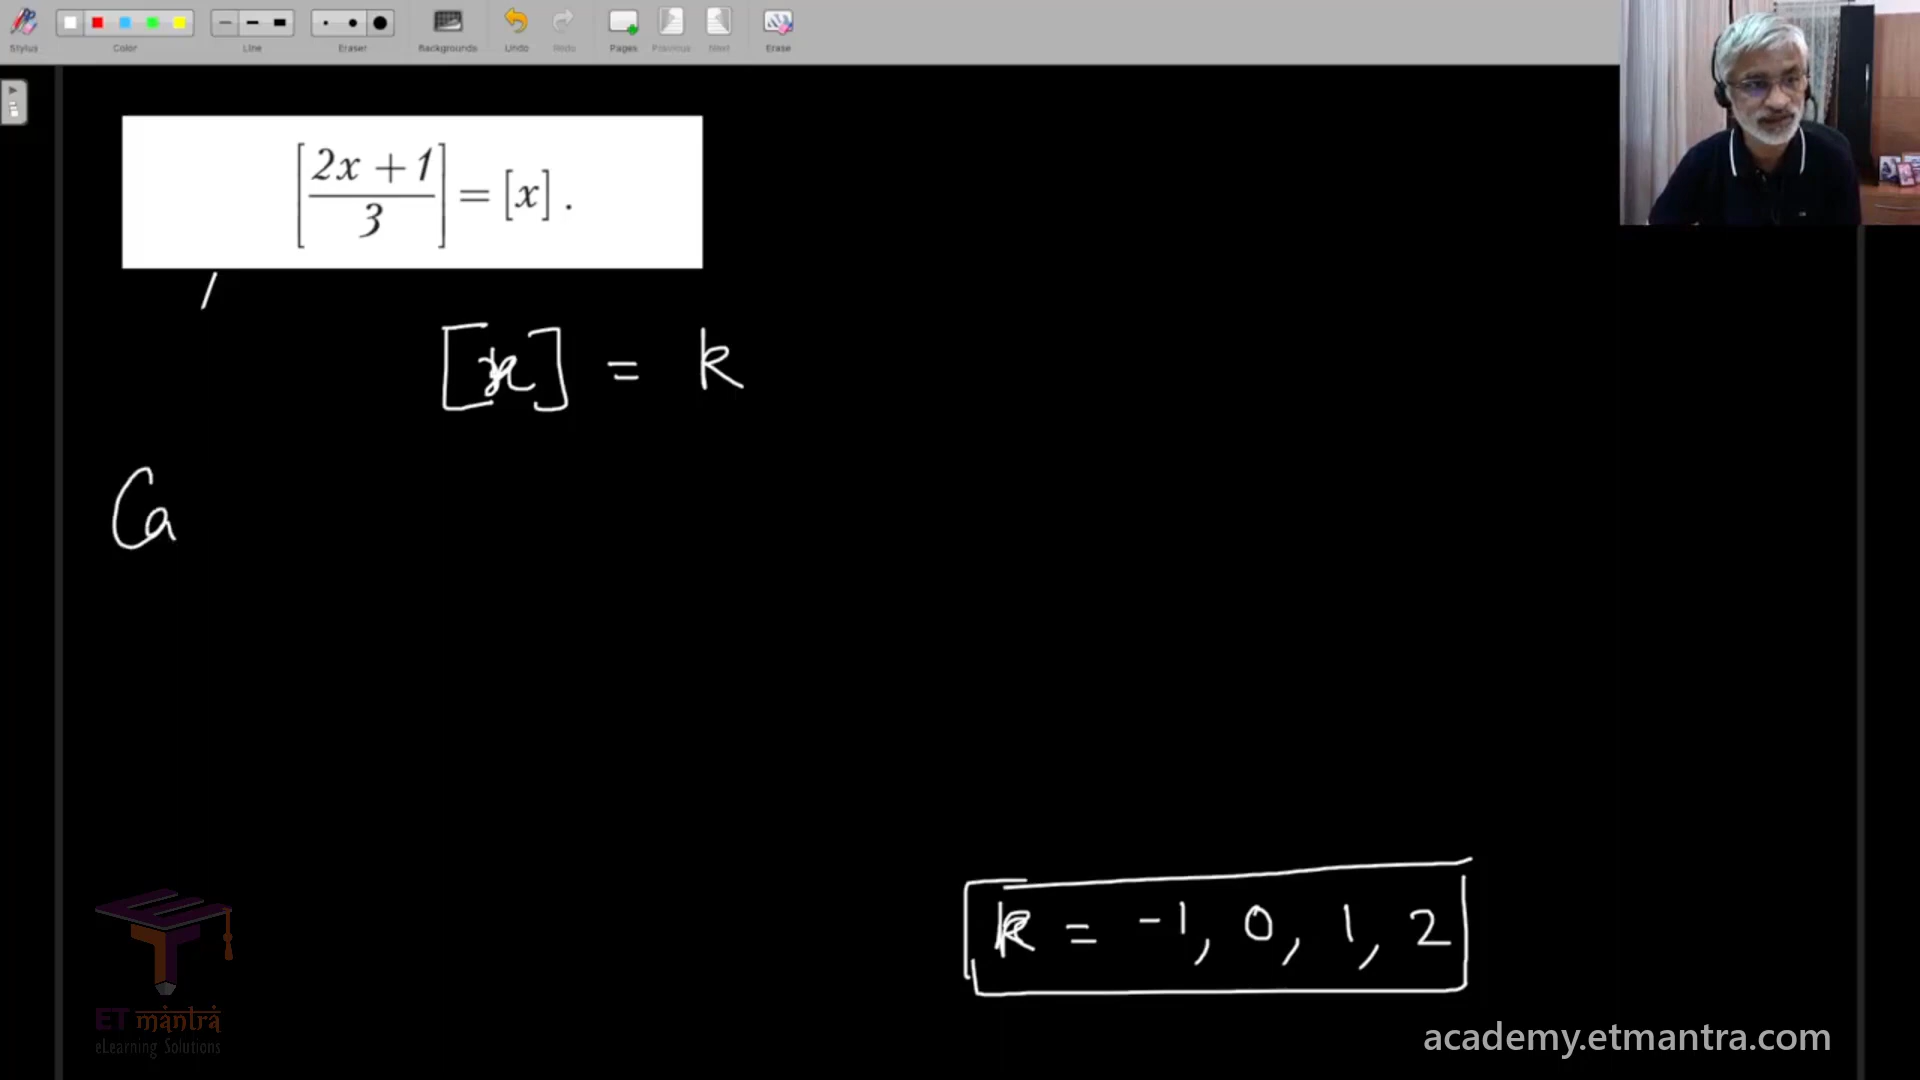 Stylus
Color
Line
Eraser
Backgrounds
Undo
Redo
Pages
Previous
Next
Erase
[(2x + 1)/3] = [x] .
[x] = k
Ca
k = -1, 0, 1, 2
ET mantra
eLearning Solutions
academy.etmantra.com